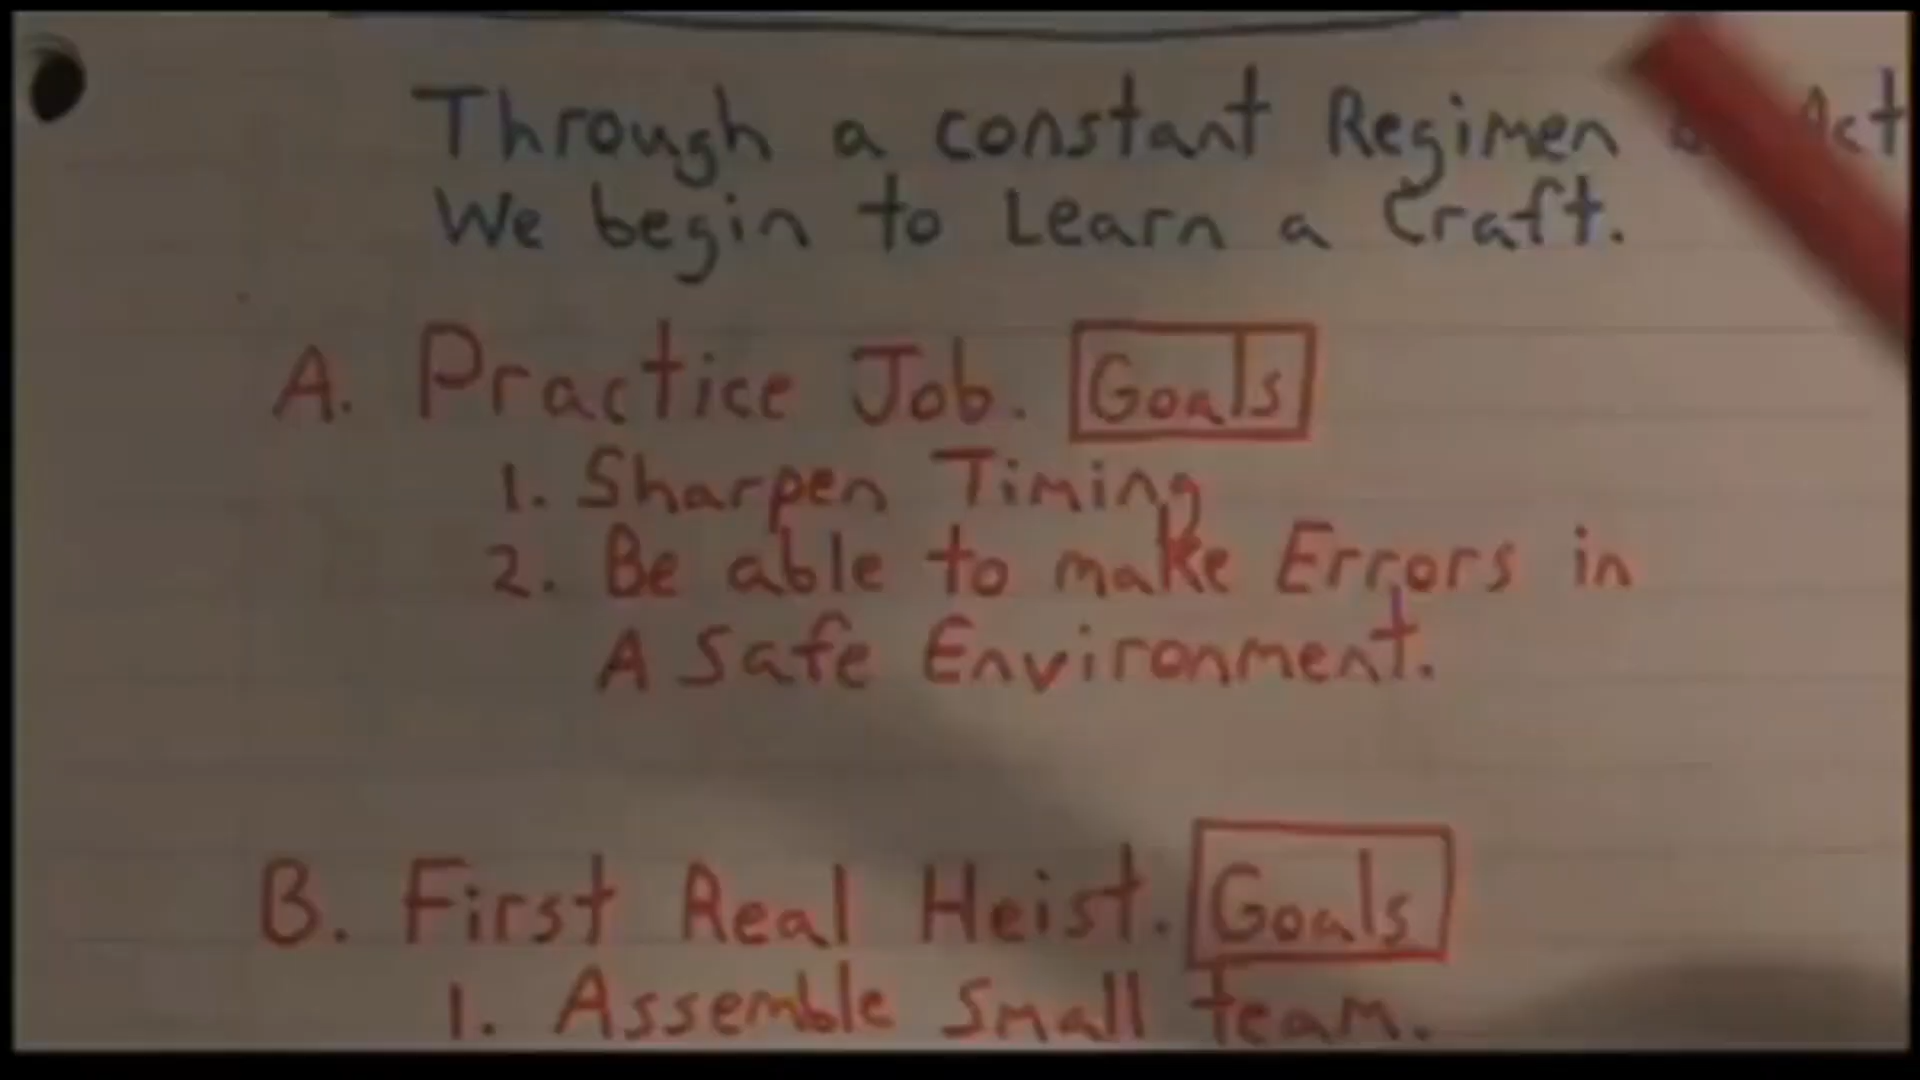 Through a constant Regimen Act
We begin to Learn a Craft.
A. Practice Job. Goals
1. Sharpen Timing
2. Be able to make Errors in
A Safe Environment.
B. First Real Heist. Goals
1. Assemble Small team.